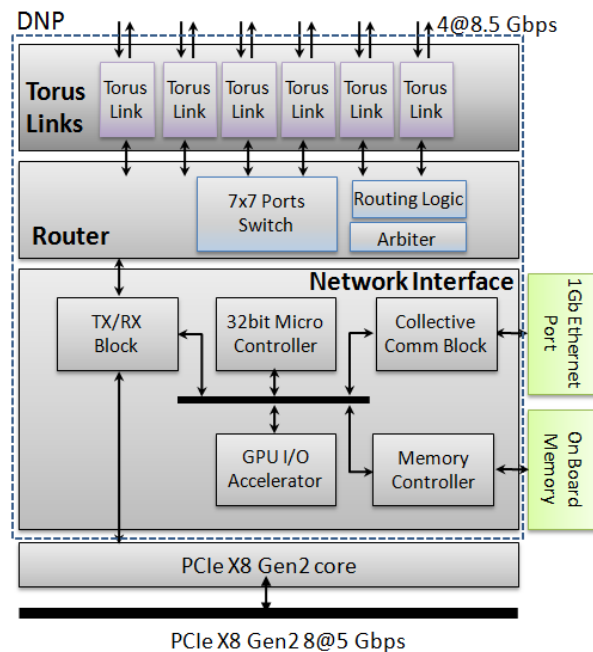 DNP
4@8.5 Gbps
Torus Links
Torus Link
Torus Link
Torus Link
Torus Link
Torus Link
Torus Link
Router
7x7 Ports
Switch
Routing Logic
Arbiter
Network Interface
TX/RX
Block
32bit Micro
Controller
Collective
Comm Block
1Gb Ethernet
Port
GPU I/O
Accelerator
Memory
Controller
On Board
Memory
PCIe X8 Gen2 core
PCIe X8 Gen2 8@5 Gbps